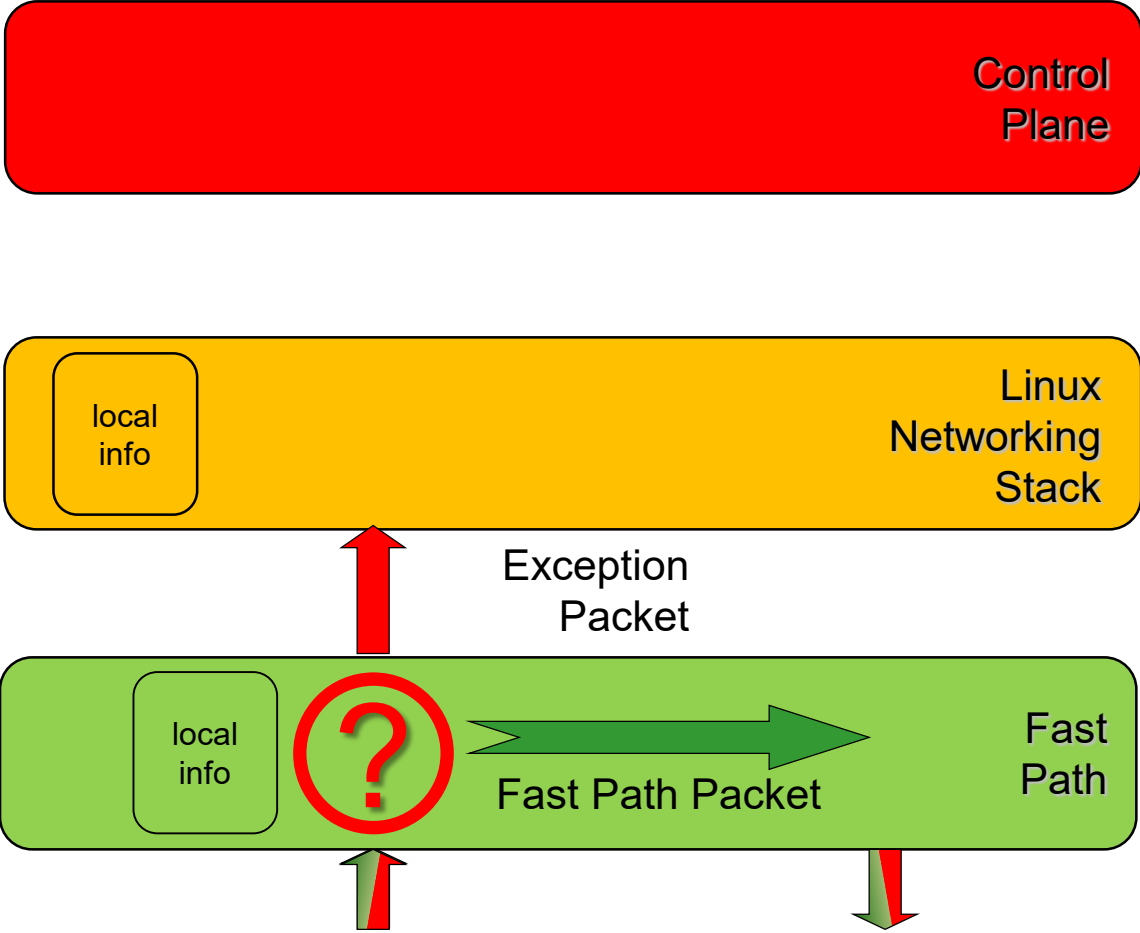 Control
Plane
local
info
Linux
Networking
Stack
Exception
Packet
local
info
?
Fast Path Packet
Fast
Path